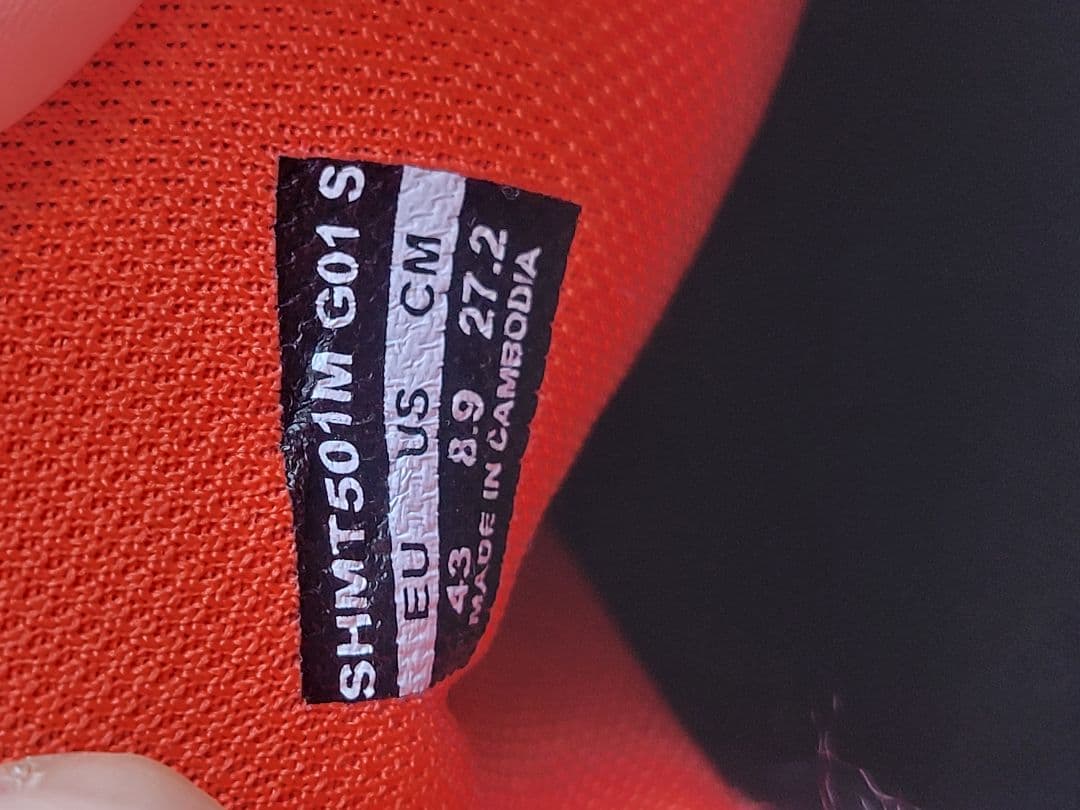 SHMT501M G01 S
EU US CM
43 8.9 27.2
MADE IN CAMBODIA